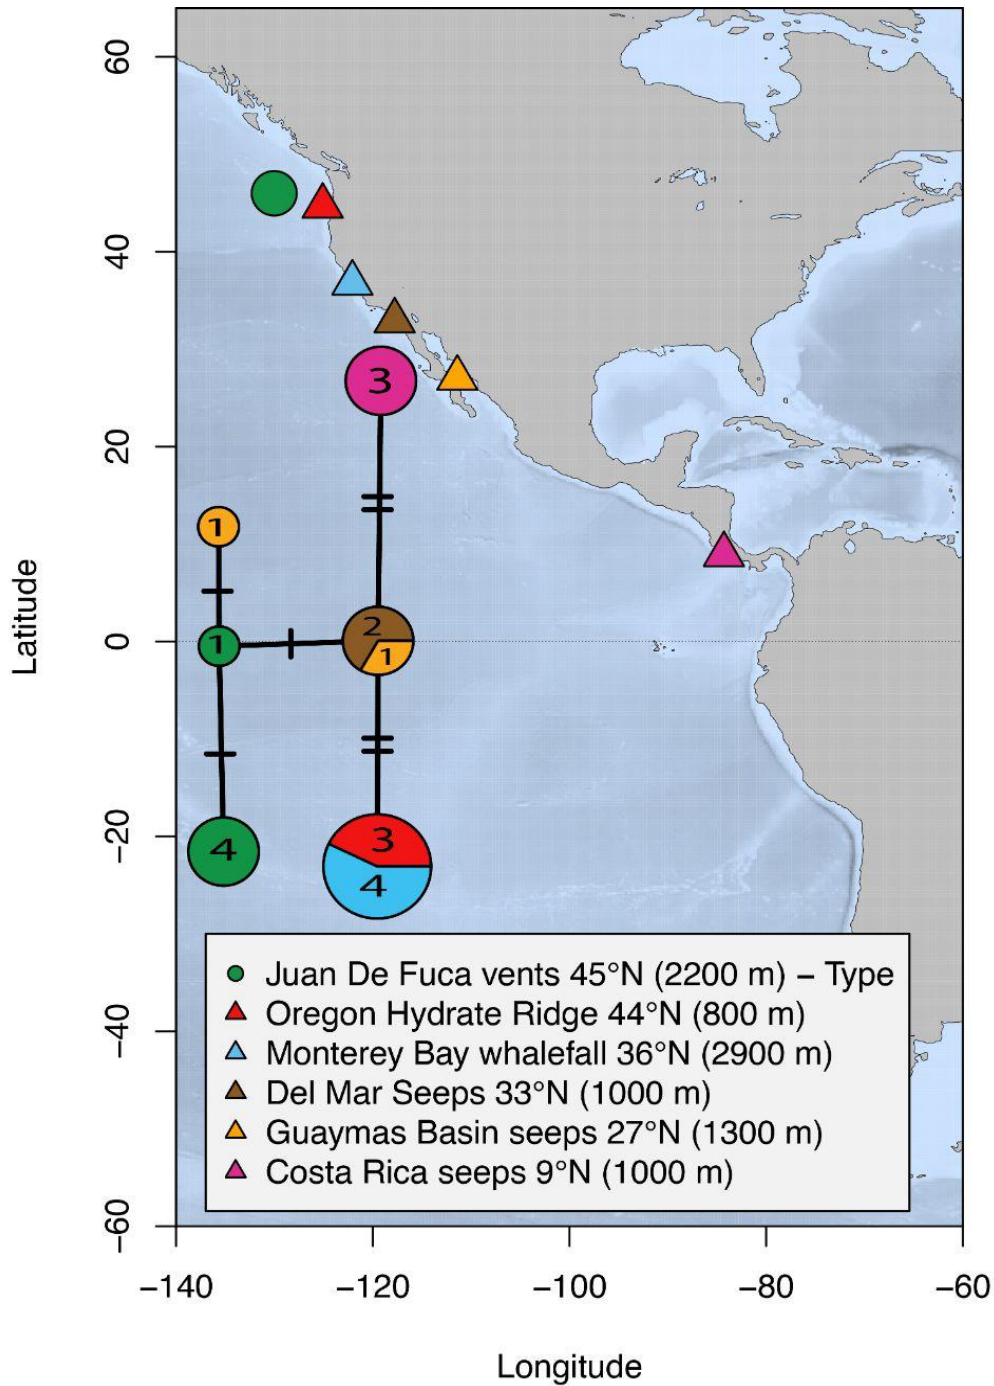 60
40
20
0
−20
−40
−60
Latitude
3
1
1
2
1
4
3
4
Juan De Fuca vents 45°N (2200 m) − Type
Oregon Hydrate Ridge 44°N (800 m)
Monterey Bay whalefall 36°N (2900 m)
Del Mar Seeps 33°N (1000 m)
Guaymas Basin seeps 27°N (1300 m)
Costa Rica seeps 9°N (1000 m)
−140 −120 −100 −80 −60
Longitude